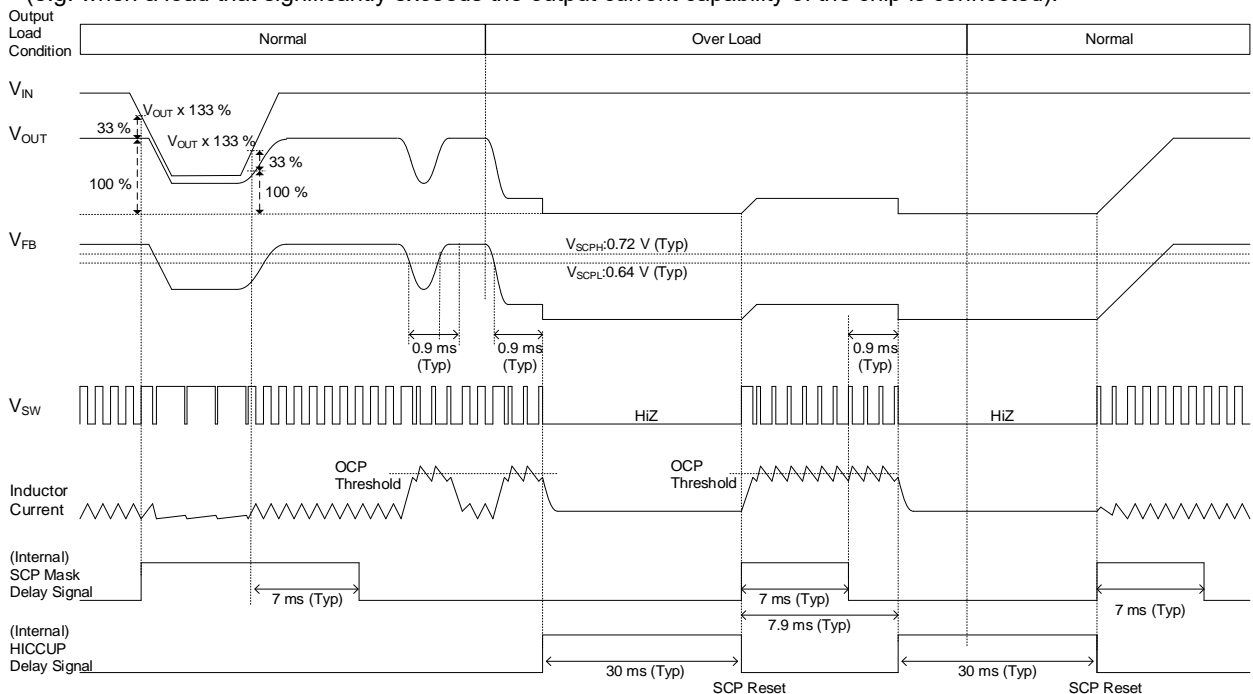 (e.g. when a load that significantly exceeds the output current capability of the chip is connected).
Output
Load
Condition
Normal
Over Load
Normal
VIN
VOUT x 133 %
33 %
VOUT
VOUT x 133 %
33 %
100 %
100 %
VFB
VSCPH:0.72 V (Typ)
VSCPL:0.64 V (Typ)
0.9 ms
(Typ)
0.9 ms
(Typ)
0.9 ms
(Typ)
VSW
HiZ
HiZ
OCP
Threshold
OCP
Threshold
Inductor
Current
(Internal)
SCP Mask
Delay Signal
7 ms (Typ)
7 ms (Typ)
7 ms (Typ)
7.9 ms (Typ)
(Internal)
HICCUP
Delay Signal
30 ms (Typ)
30 ms (Typ)
SCP Reset
SCP Reset